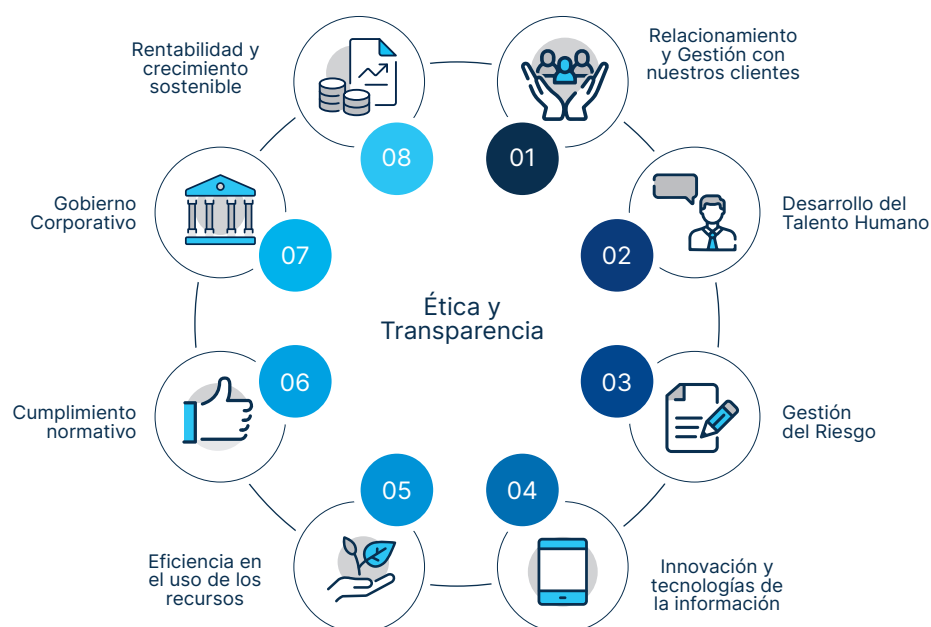 Relacionamiento
y Gestión con
nuestros clientes
01
Desarrollo del
Talento Humano
02
Gestión
del Riesgo
03
Innovación y
tecnologías de
la información
04
Eficiencia en
el uso de los
recursos
05
Cumplimiento
normativo
06
Gobierno
Corporativo
07
Rentabilidad y
crecimiento
sostenible
08
Ética y
Transparencia